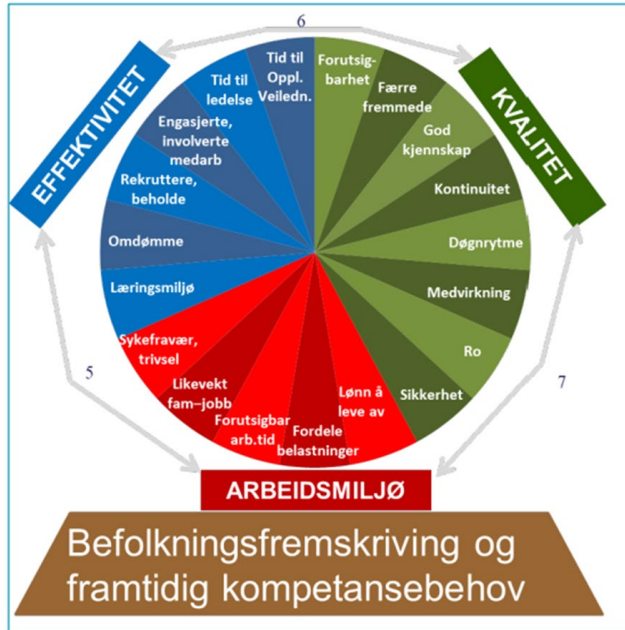 6
EFFEKTIVITET
KVALITET
Tid til
Oppl.
Veiledn.
Forutsig-
barhet
Færre
fremmede
God
kjennskap
Kontinuitet
Døgnrytme
Medvirkning
Ro
Sikkerhet
Lønn å
leve av
Fordele
belastninger
Forutsigbar
arb.tid
Likevekt
fam–jobb
Sykefravær,
trivsel
Læringsmiljø
Omdømme
Rekruttere,
beholde
Engasjerte,
involverte
medarb
Tid til
ledelse
5
7
ARBEIDSMILJØ
Befolkningsfremskriving og
framtidig kompetansebehov